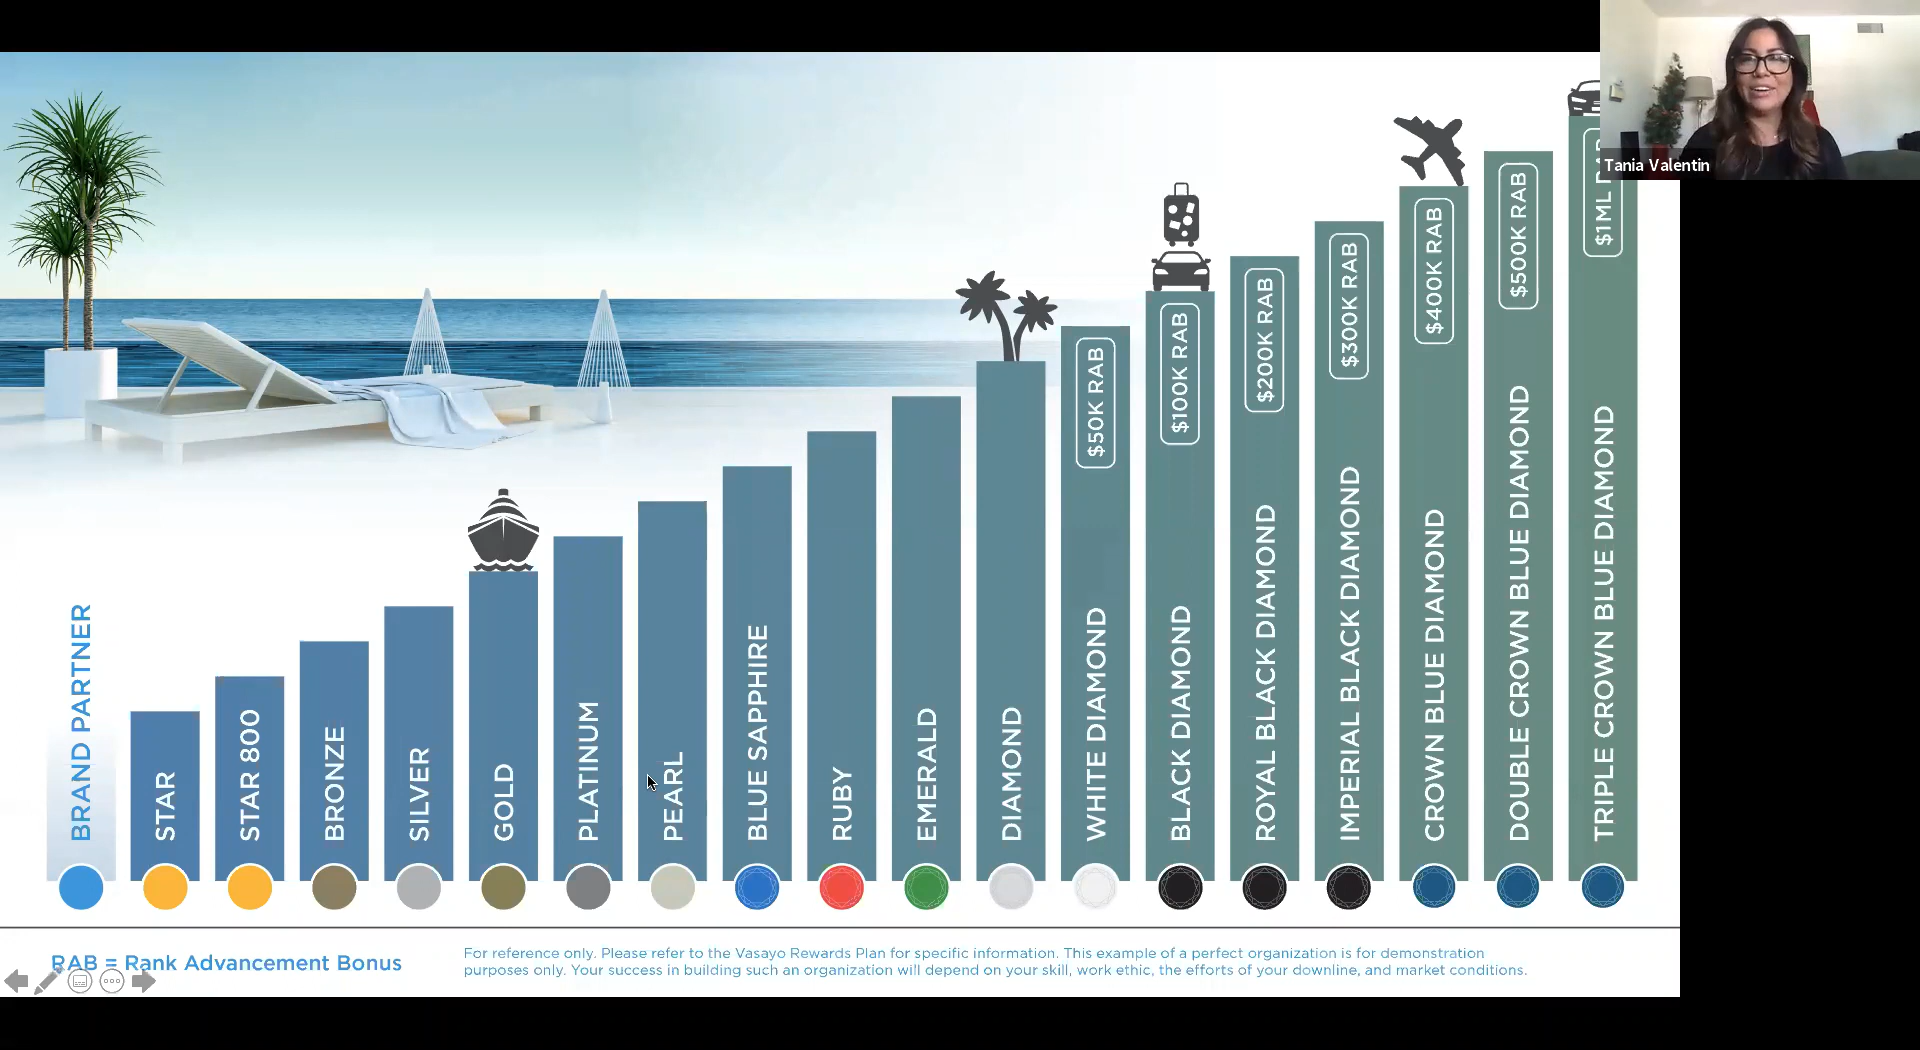 Tania Valentin
BRAND PARTNER
STAR
STAR 800
BRONZE
SILVER
GOLD
PLATINUM
PEARL
BLUE SAPPHIRE
RUBY
EMERALD
DIAMOND
$50K RAB
WHITE DIAMOND
$100K RAB
BLACK DIAMOND
$200K RAB
ROYAL BLACK DIAMOND
$300K RAB
IMPERIAL BLACK DIAMOND
$400K RAB
CROWN BLUE DIAMOND
$500K RAB
DOUBLE CROWN BLUE DIAMOND
$1ML RAB
TRIPLE CROWN BLUE DIAMOND
RAB = Rank Advancement Bonus
For reference only. Please refer to the Vasayo Rewards Plan for specific information. This example of a perfect organization is for demonstration
purposes only. Your success in building such an organization will depend on your skill, work ethic, the efforts of your downline, and market conditions.